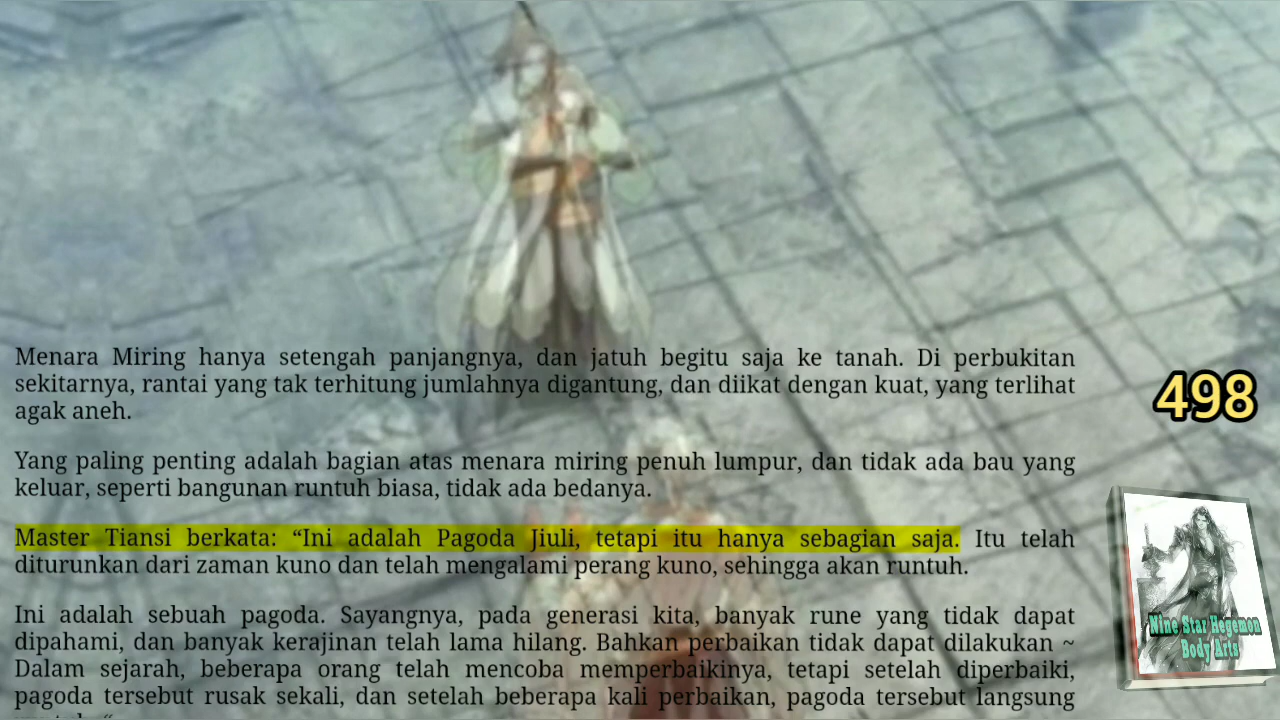 Menara Miring hanya setengah panjangnya, dan jatuh begitu saja ke tanah. Di perbukitan
sekitarnya, rantai yang tak terhitung jumlahnya digantung, dan diikat dengan kuat, yang terlihat
agak aneh.
Yang paling penting adalah bagian atas menara miring penuh lumpur, dan tidak ada bau yang
keluar, seperti bangunan runtuh biasa, tidak ada bedanya.
Master Tiansi berkata: “Ini adalah Pagoda Jiuli, tetapi itu hanya sebagian saja. Itu telah
diturunkan dari zaman kuno dan telah mengalami perang kuno, sehingga akan runtuh.
Ini adalah sebuah pagoda. Sayangnya, pada generasi kita, banyak rune yang tidak dapat
dipahami, dan banyak kerajinan telah lama hilang. Bahkan perbaikan tidak dapat dilakukan ~
Dalam sejarah, beberapa orang telah mencoba memperbaikinya, tetapi setelah diperbaiki,
pagoda tersebut rusak sekali, dan setelah beberapa kali perbaikan, pagoda tersebut langsung
498
Nine Star Hegemon
Body Arts